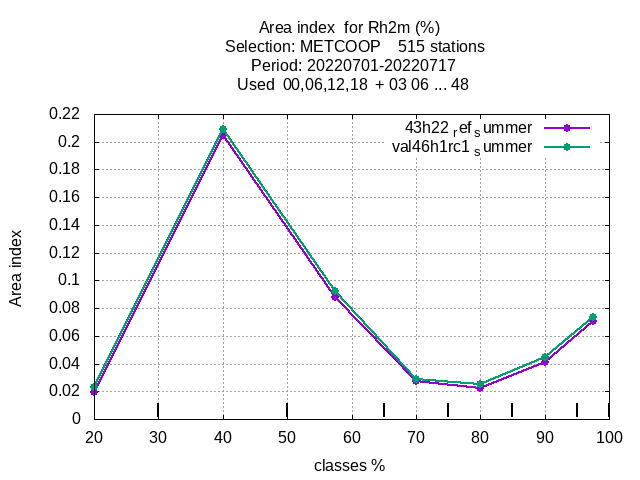 Area index  for Rh2m (%)
Selection: METCOOP    515 stations
Period: 20220701-20220717
Used  00,06,12,18  + 03 06 ... 48
43h22 ref summer
val46h1rc1 summer
0.22
0.2
0.18
0.16
0.14
0.12
0.1
0.08
0.06
0.04
0.02
0
Area index
20 30 40 50 60 70 80 90 100
classes %